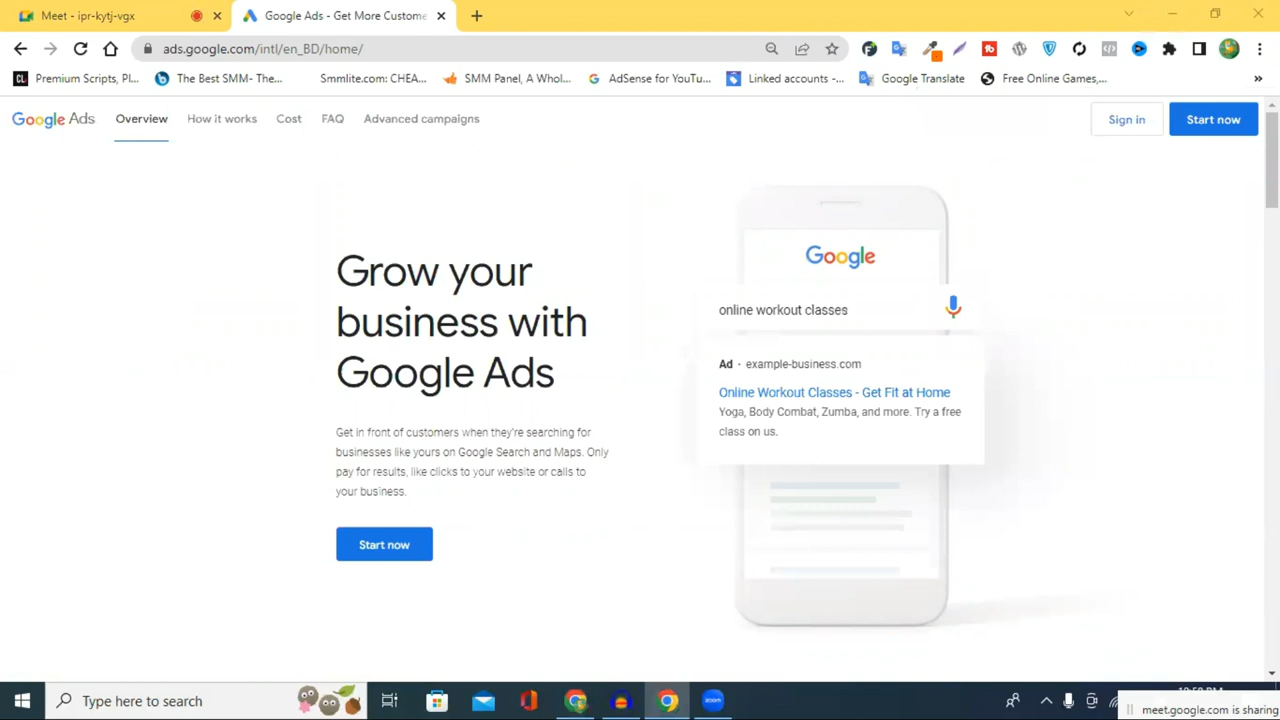 Meet - ipr-kytj-vgx
Google Ads - Get More Custome
ads.google.com/intl/en_BD/home/
CL Premium Scripts, Pl...
The Best SMM- The...
Smmlite.com: CHEA...
SMM Panel, A Whol...
AdSense for YouTu...
Linked accounts -...
Google Translate
Free Online Games,...
Google Ads
Overview
How it works
Cost
FAQ
Advanced campaigns
Sign in
Start now
Grow your
business with
Google Ads
Get in front of customers when they're searching for
businesses like yours on Google Search and Maps. Only
pay for results, like clicks to your website or calls to
your business.
Start now
Google
online workout classes
Ad · example-business.com
Online Workout Classes - Get Fit at Home
Yoga, Body Combat, Zumba, and more. Try a free
class on us.
Type here to search
zoom
meet.google.com is sharing